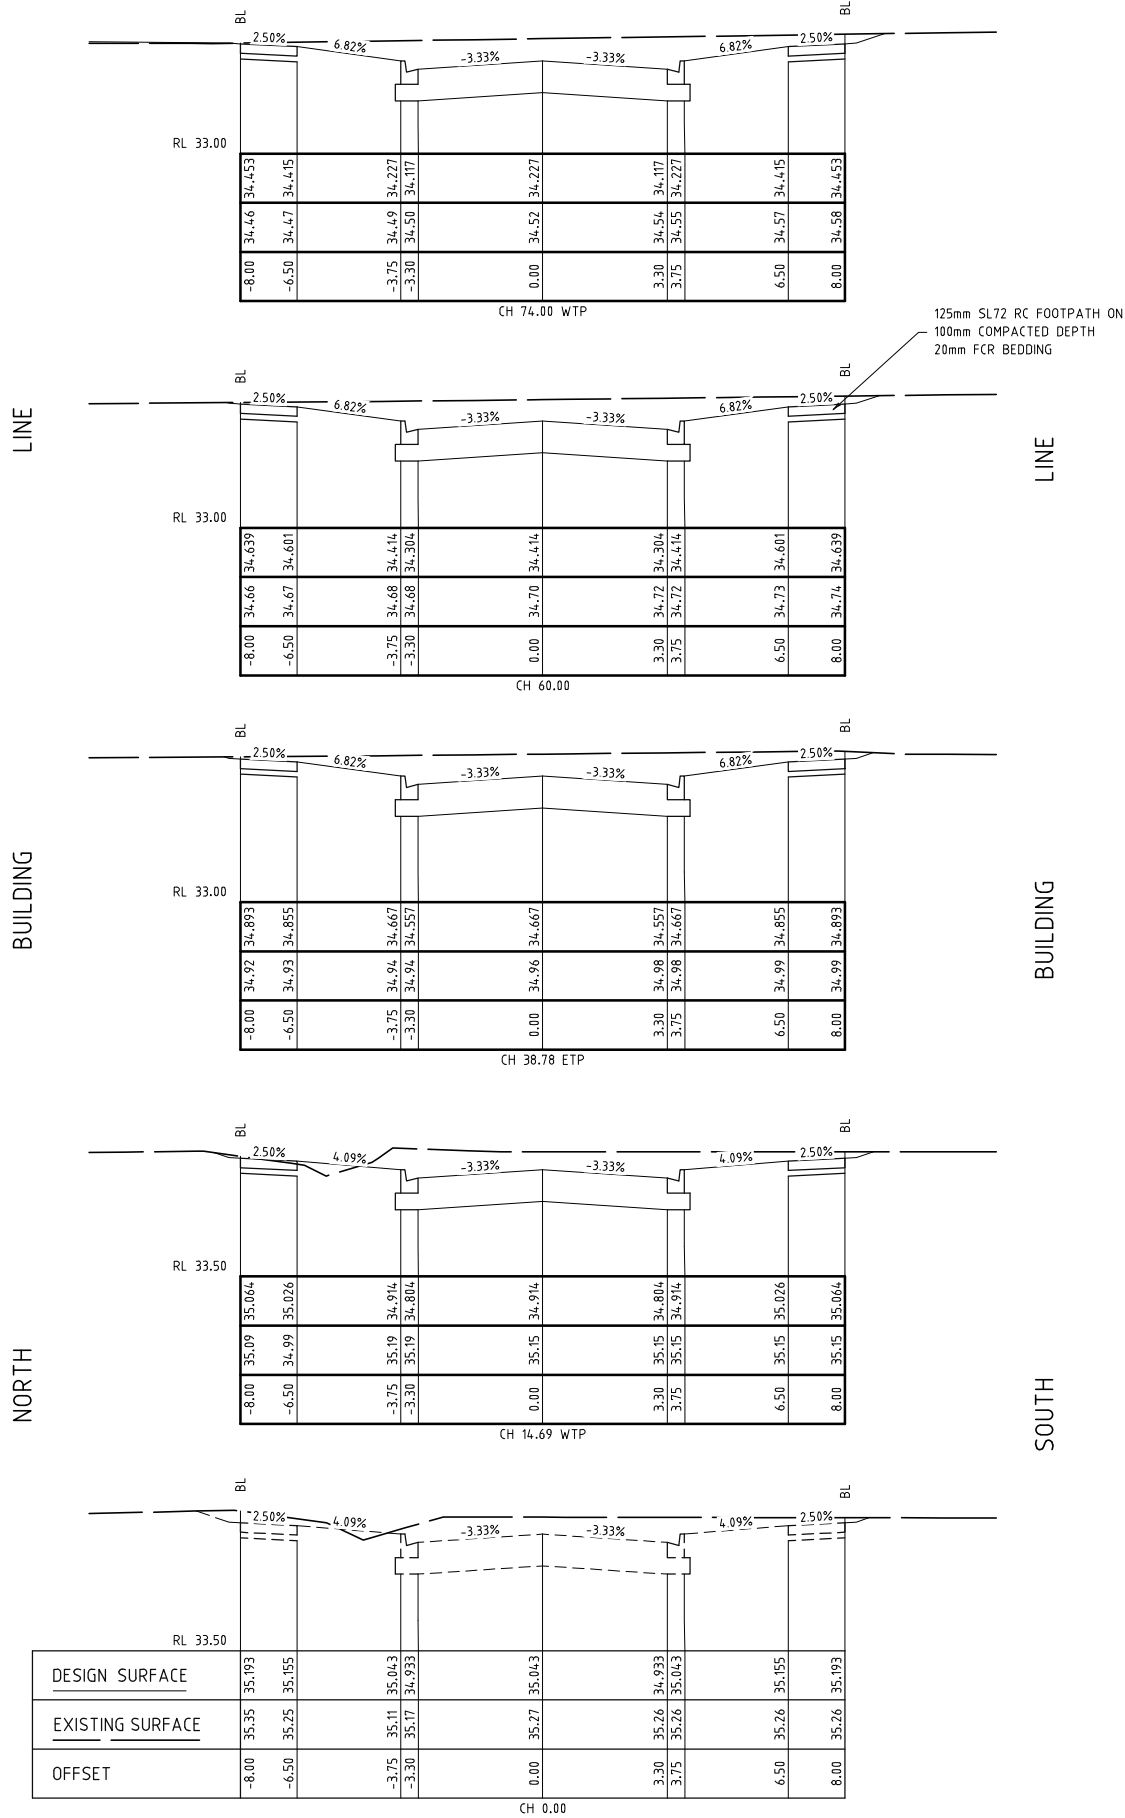 BL
BL
2.50%
6.82%
-3.33%
-3.33%
6.82%
2.50%
RL 33.00
34.453 34.415 34.227 34.117 34.227 34.117 34.227 34.415 34.453
34.46 34.47 34.49 34.50 34.52 34.54 34.55 34.57 34.58
-8.00 -6.50 -3.75 -3.30 0.00 3.30 3.75 6.50 8.00
CH 74.00 WTP
125mm SL72 RC FOOTPATH ON
100mm COMPACTED DEPTH
20mm FCR BEDDING
BL
BL
2.50%
6.82%
-3.33%
-3.33%
6.82%
2.50%
LINE
LINE
RL 33.00
34.639 34.601 34.414 34.304 34.414 34.304 34.414 34.601 34.639
34.66 34.67 34.68 34.68 34.70 34.72 34.72 34.73 34.74
-8.00 -6.50 -3.75 -3.30 0.00 3.30 3.75 6.50 8.00
CH 60.00
BL
BL
2.50%
6.82%
-3.33%
-3.33%
6.82%
2.50%
BUILDING
BUILDING
RL 33.00
34.893 34.855 34.667 34.557 34.667 34.557 34.667 34.855 34.893
34.92 34.93 34.94 34.94 34.96 34.98 34.98 34.99 34.99
-8.00 -6.50 -3.75 -3.30 0.00 3.30 3.75 6.50 8.00
CH 38.78 ETP
BL
BL
2.50%
4.09%
-3.33%
-3.33%
4.09%
2.50%
RL 33.50
35.064 35.026 34.914 34.804 34.914 34.804 34.914 35.026 35.064
35.09 34.99 35.19 35.19 35.15 35.15 35.15 35.15 35.15
-8.00 -6.50 -3.75 -3.30 0.00 3.30 3.75 6.50 8.00
CH 14.69 WTP
NORTH
SOUTH
BL
BL
2.50%
4.09%
-3.33%
-3.33%
4.09%
2.50%
RL 33.50
DESIGN SURFACE 35.193 35.155 35.043 34.933 35.043 34.933 35.043 35.155 35.193
EXISTING SURFACE 35.35 35.25 35.11 35.17 35.27 35.26 35.26 35.26 35.26
OFFSET -8.00 -6.50 -3.75 -3.30 0.00 3.30 3.75 6.50 8.00
CH 0.00